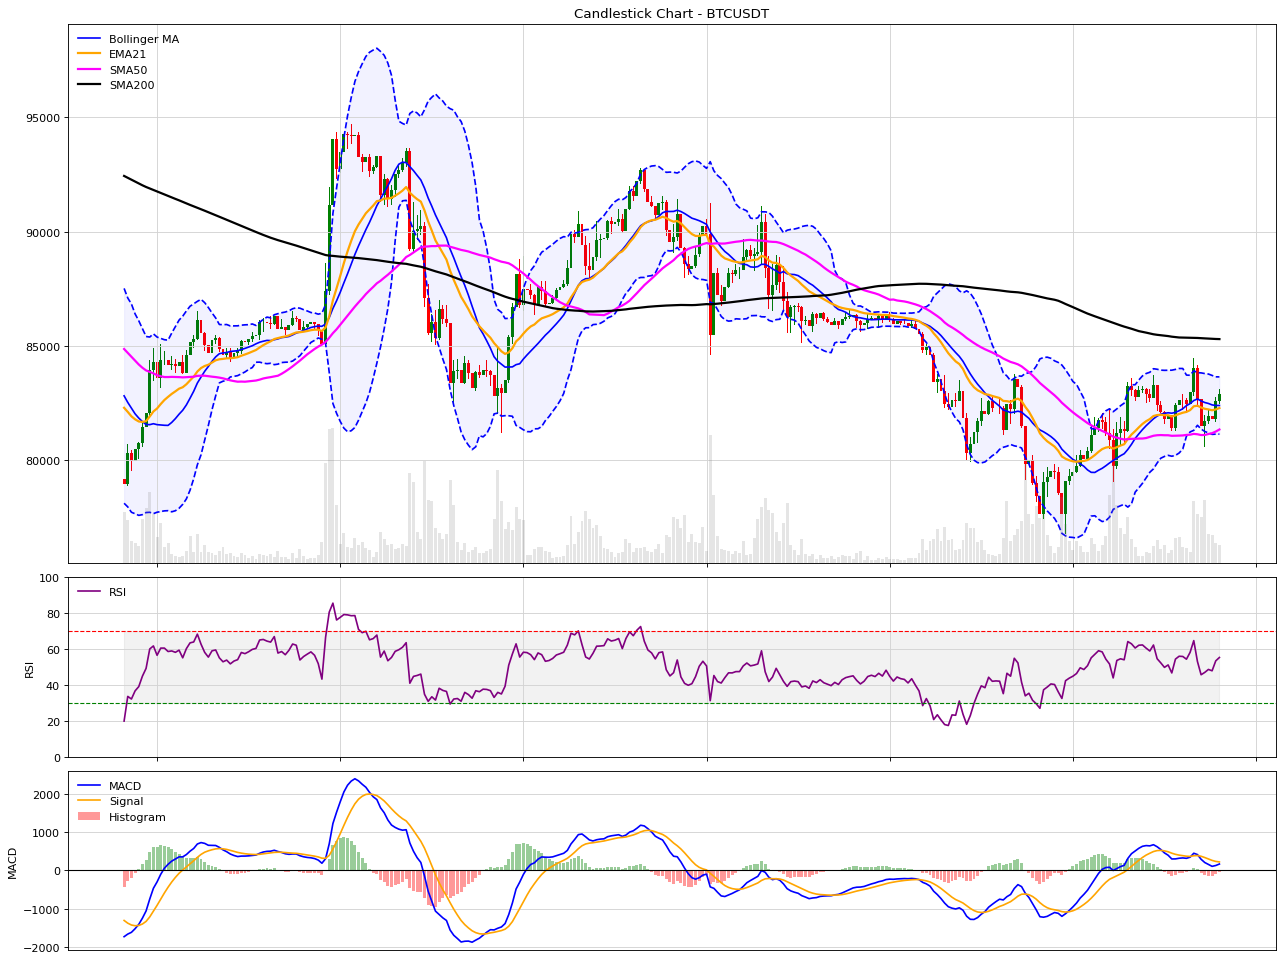 Candlestick Chart - BTCUSDT
Bollinger MA
EMA21
SMA50
SMA200
95000
90000
85000
80000
100
80
60
40
20
0
RSI
RSI
2000
1000
0
−1000
−2000
MACD
MACD
Signal
Histogram